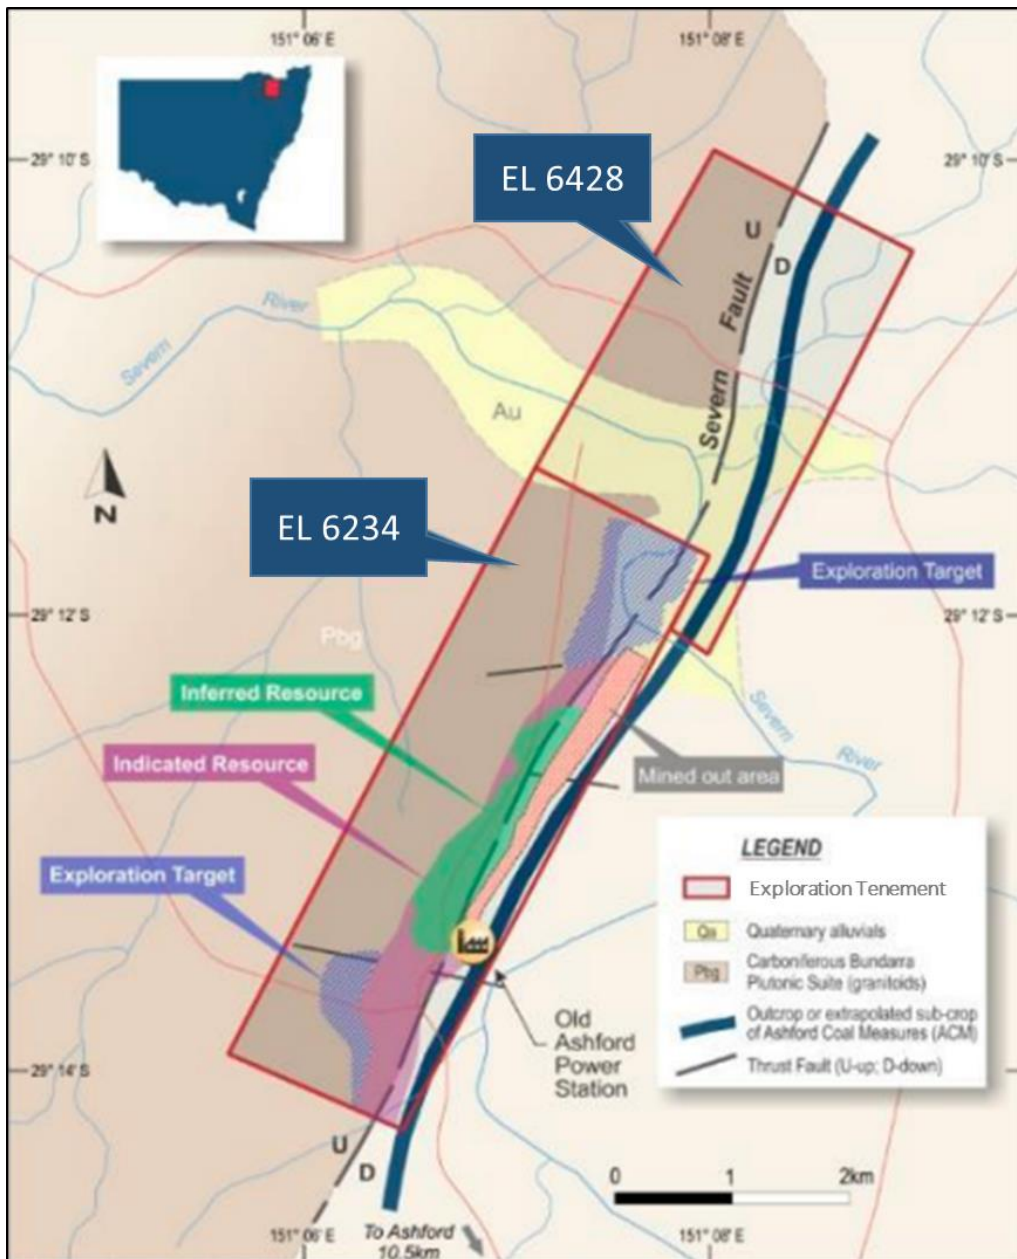 151° 06' E
151° 08' E
29° 10' S
29° 10' S
EL 6428
U
D
River
Severn
Fault
Severn
Au
N
EL 6234
Exploration Target
29° 12' S
29° 12' S
Pbg
Inferred Resource
Indicated Resource
Severn
River
Mined out area
Exploration Target
LEGEND
Exploration Tenement
Qa
Quaternary alluvials
Pbg
Carboniferous Bundarra
Plutonic Suite (granitoids)
Outcrop or extrapolated sub-crop
of Ashford Coal Measures (ACM)
Thrust Fault (U-up; D-down)
Old
Ashford
Power
Station
29° 14' S
U
D
0
1
2km
151° 06' E
151° 08' E
To Ashford
10.5km